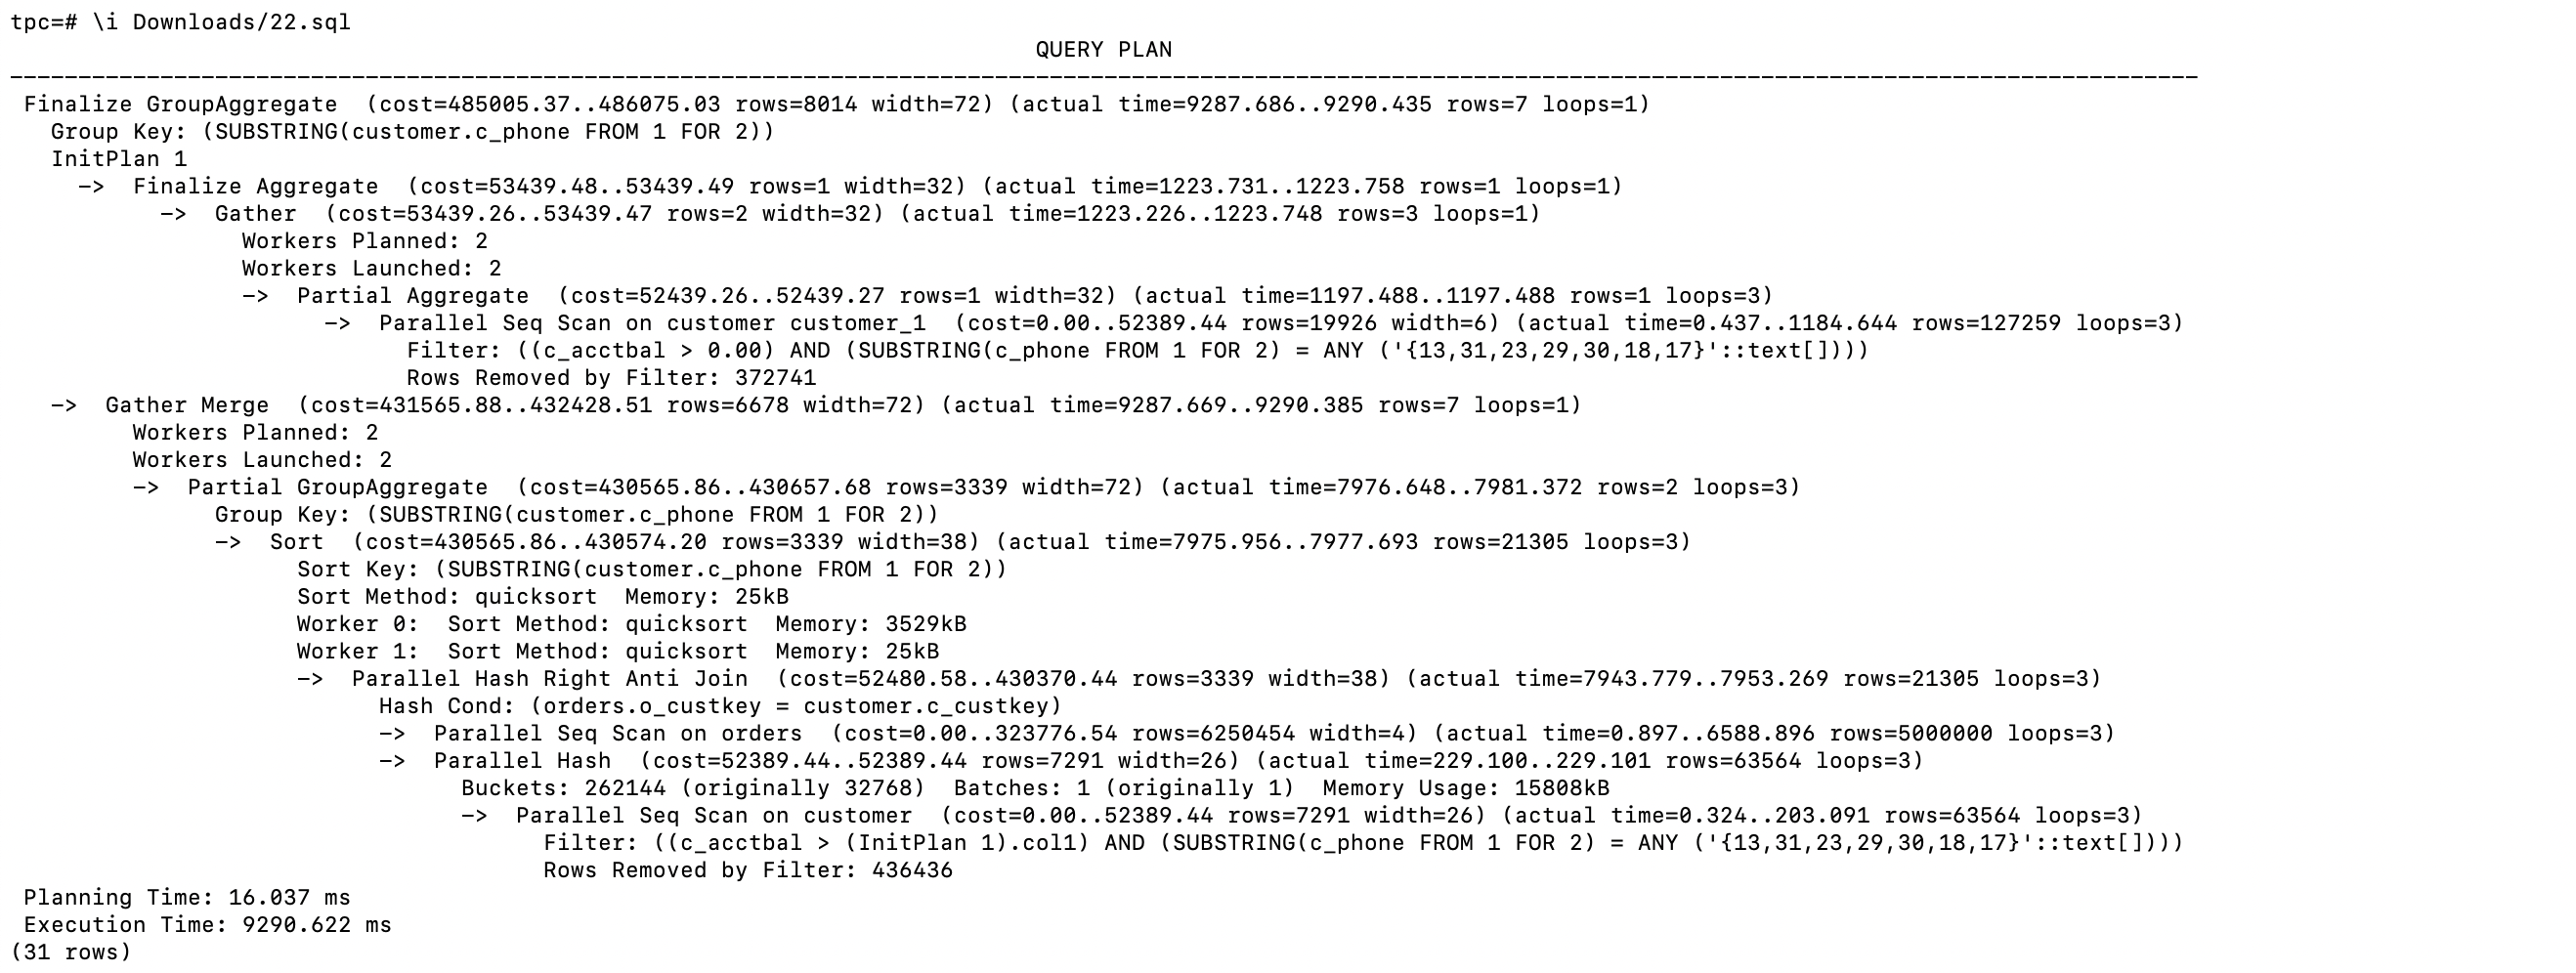 tpc=# \i Downloads/22.sql
QUERY PLAN
----------------------------------------------------------------------------------------------------------------------------------------------------------------
Finalize GroupAggregate  (cost=485005.37..486075.03 rows=8014 width=72) (actual time=9287.686..9290.435 rows=7 loops=1)
  Group Key: (SUBSTRING(customer.c_phone FROM 1 FOR 2))
  InitPlan 1
    ->  Finalize Aggregate  (cost=53439.48..53439.49 rows=1 width=32) (actual time=1223.731..1223.758 rows=1 loops=1)
          ->  Gather  (cost=53439.26..53439.47 rows=2 width=32) (actual time=1223.226..1223.748 rows=3 loops=1)
                Workers Planned: 2
                Workers Launched: 2
                ->  Partial Aggregate  (cost=52439.26..52439.27 rows=1 width=32) (actual time=1197.488..1197.488 rows=1 loops=3)
                      ->  Parallel Seq Scan on customer customer_1  (cost=0.00..52389.44 rows=19926 width=6) (actual time=0.437..1184.644 rows=127259 loops=3)
                            Filter: ((c_acctbal > 0.00) AND (SUBSTRING(c_phone FROM 1 FOR 2) = ANY ('{13,31,23,29,30,18,17}'::text[])))
                            Rows Removed by Filter: 372741
  ->  Gather Merge  (cost=431565.88..432428.51 rows=6678 width=72) (actual time=9287.669..9290.385 rows=7 loops=1)
        Workers Planned: 2
        Workers Launched: 2
        ->  Partial GroupAggregate  (cost=430565.86..430657.68 rows=3339 width=72) (actual time=7976.648..7981.372 rows=2 loops=3)
              Group Key: (SUBSTRING(customer.c_phone FROM 1 FOR 2))
              ->  Sort  (cost=430565.86..430574.20 rows=3339 width=38) (actual time=7975.956..7977.693 rows=21305 loops=3)
                    Sort Key: (SUBSTRING(customer.c_phone FROM 1 FOR 2))
                    Sort Method: quicksort  Memory: 25kB
                    Worker 0:  Sort Method: quicksort  Memory: 3529kB
                    Worker 1:  Sort Method: quicksort  Memory: 25kB
                    ->  Parallel Hash Right Anti Join  (cost=52480.58..430370.44 rows=3339 width=38) (actual time=7943.779..7953.269 rows=21305 loops=3)
                          Hash Cond: (orders.o_custkey = customer.c_custkey)
                          ->  Parallel Seq Scan on orders  (cost=0.00..323776.54 rows=6250454 width=4) (actual time=0.897..6588.896 rows=5000000 loops=3)
                          ->  Parallel Hash  (cost=52389.44..52389.44 rows=7291 width=26) (actual time=229.100..229.101 rows=63564 loops=3)
                                Buckets: 262144 (originally 32768)  Batches: 1 (originally 1)  Memory Usage: 15808kB
                                ->  Parallel Seq Scan on customer  (cost=0.00..52389.44 rows=7291 width=26) (actual time=0.324..203.091 rows=63564 loops=3)
                                      Filter: ((c_acctbal > (InitPlan 1).col1) AND (SUBSTRING(c_phone FROM 1 FOR 2) = ANY ('{13,31,23,29,30,18,17}'::text[])))
                                      Rows Removed by Filter: 436436
Planning Time: 16.037 ms
Execution Time: 9290.622 ms
(31 rows)